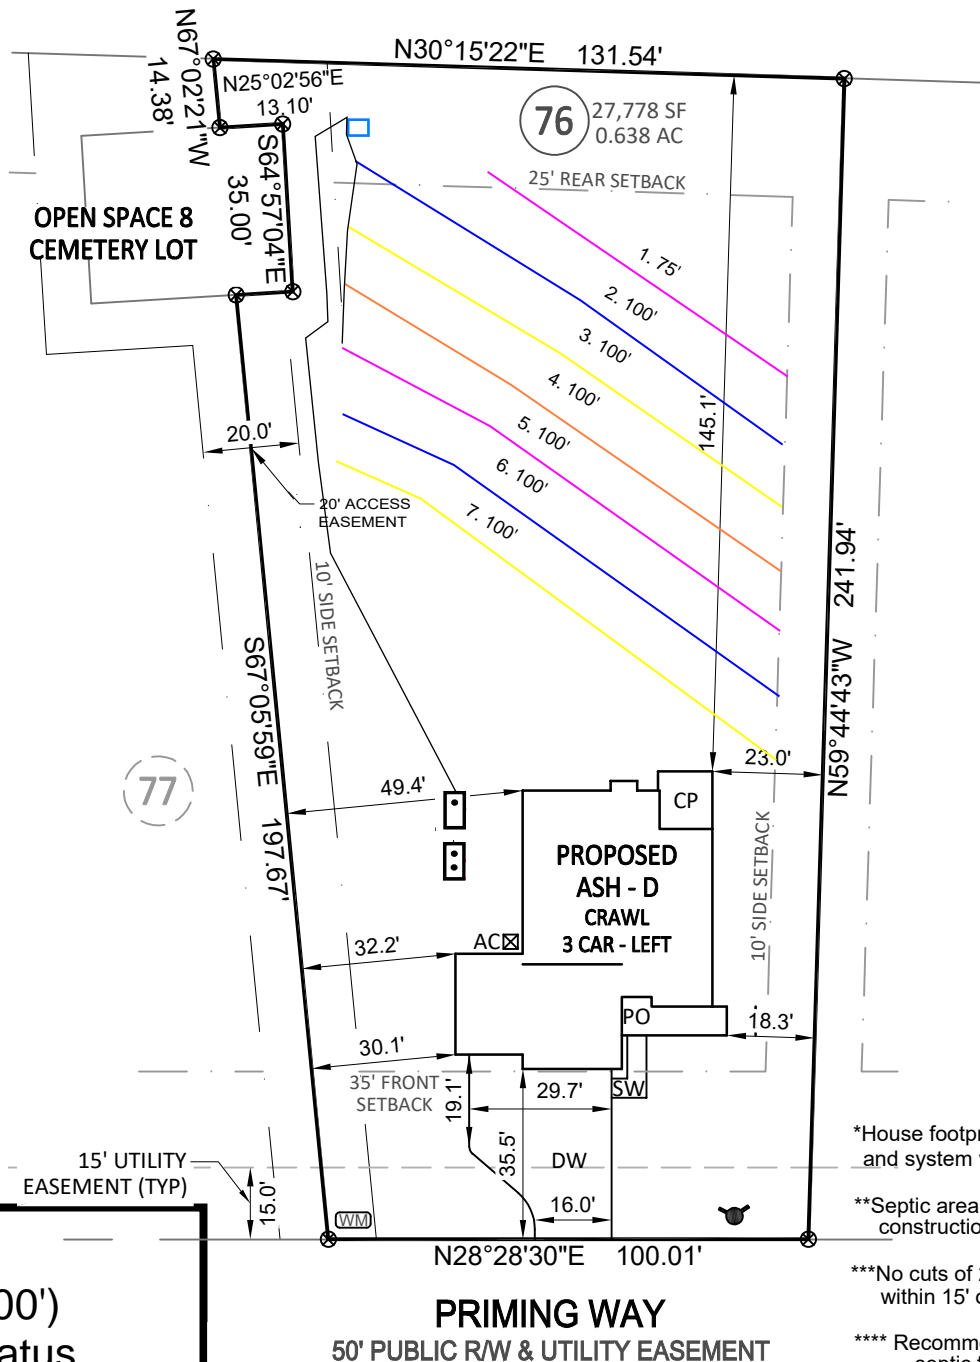 N30°15'22"E 131.54'
N67°02'21"W
14.38'
N25°02'56"E
13.10'
76
27,778 SF
0.638 AC
S64°57'04"E
35.00'
25' REAR SETBACK
OPEN SPACE 8
CEMETERY LOT
1. 75'
2. 100'
3. 100'
4. 100'
5. 100'
6. 100'
7. 100'
145.1'
20.0'
20' ACCESS
EASEMENT
10' SIDE SETBACK
N59°44'43"W 241.94'
S67°05'59"E 197.67'
77
49.4'
23.0'
CP
PROPOSED
ASH - D
CRAWL
3 CAR - LEFT
10' SIDE SETBACK
AC
32.2'
PO
18.3'
30.1'
35' FRONT
SETBACK
19.1'
29.7'
SW
35.5'
DW
16.0'
15' UTILITY
EASEMENT (TYP)
15.0'
WM
N28°28'30"E 100.01'
PRIMING WAY
50' PUBLIC R/W & UTILITY EASEMENT
*House footpr
and system
**Septic area
constructio
***No cuts of
within 15'
**** Recomm
00')
atus